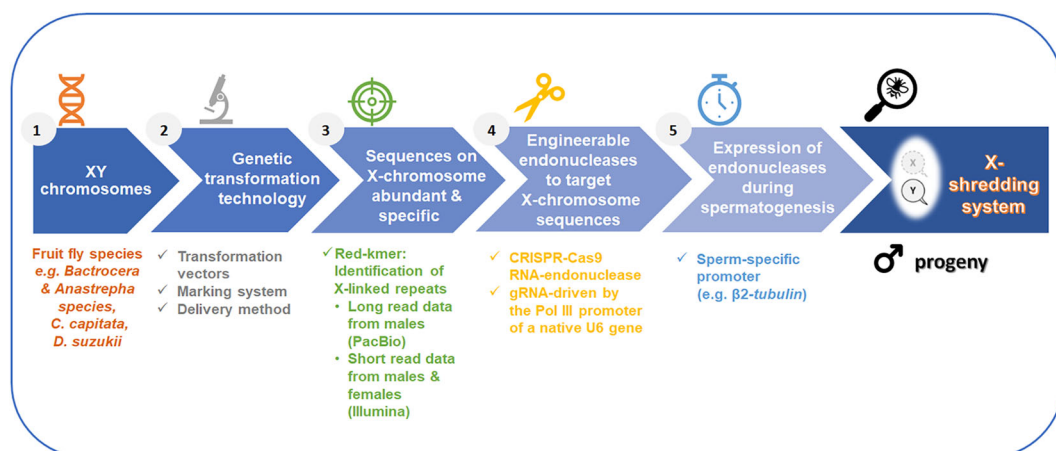 1
XY
chromosomes
2
Genetic
transformation
technology
3
Sequences on
X-chromosome
abundant &
specific
4
Engineerable
endonucleases
to target
X-chromosome
sequences
5
Expression of
endonucleases
during
spermatogenesis
X
Y
X-
shredding
system
Fruit fly species
e.g. Bactrocera
& Anastrepha
species,
C. capitata,
D. suzukii
✓ Transformation
vectors
✓ Marking system
✓ Delivery method
✓Red-kmer:
Identification of
X-linked repeats
• Long read data
from males
(PacBio)
• Short read data
from males &
females
(Illumina)
✓ CRISPR-Cas9
RNA-endonuclease
✓ gRNA-driven by
the Pol III promoter
of a native U6 gene
✓ Sperm-specific
promoter
(e.g. β2-tubulin)
♂ progeny